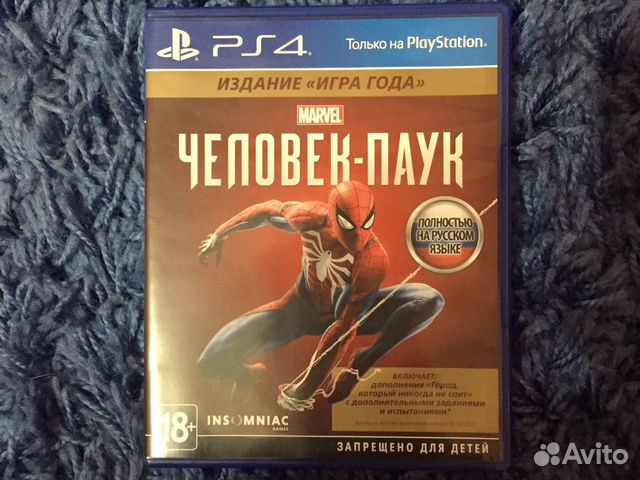 PS4
Только на PlayStation
ИЗДАНИЕ «ИГРА ГОДА»
MARVEL
ЧЕЛОВЕК-ПАУК
ПОЛНОСТЬЮ
НА РУССКОМ
ЯЗЫКЕ
ВКЛЮЧАЕТ:
дополнение «Город,
который никогда не спит»
с дополнительными заданиями
и испытаниями*
18+
INSOMNIAC
GAMES
ЗАПРЕЩЕНО ДЛЯ ДЕТЕЙ
Avito